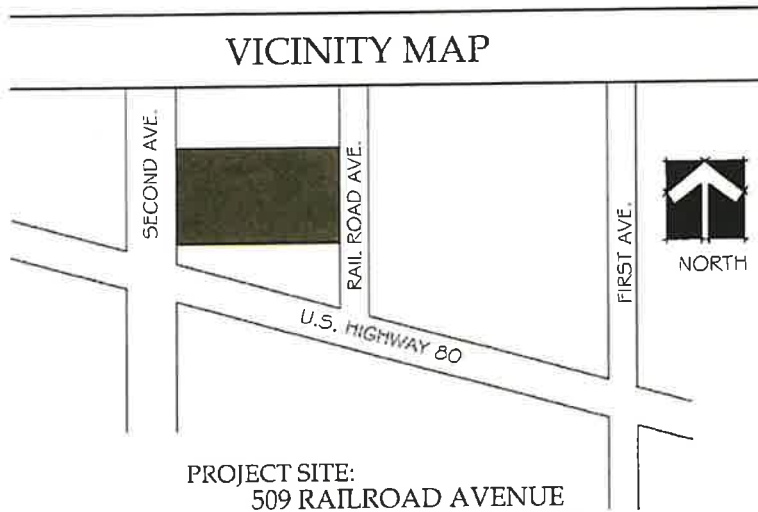 VICINITY MAP
SECOND AVE.
RAIL ROAD AVE.
FIRST AVE.
NORTH
U.S. HIGHWAY 80
PROJECT SITE:
509 RAILROAD AVENUE